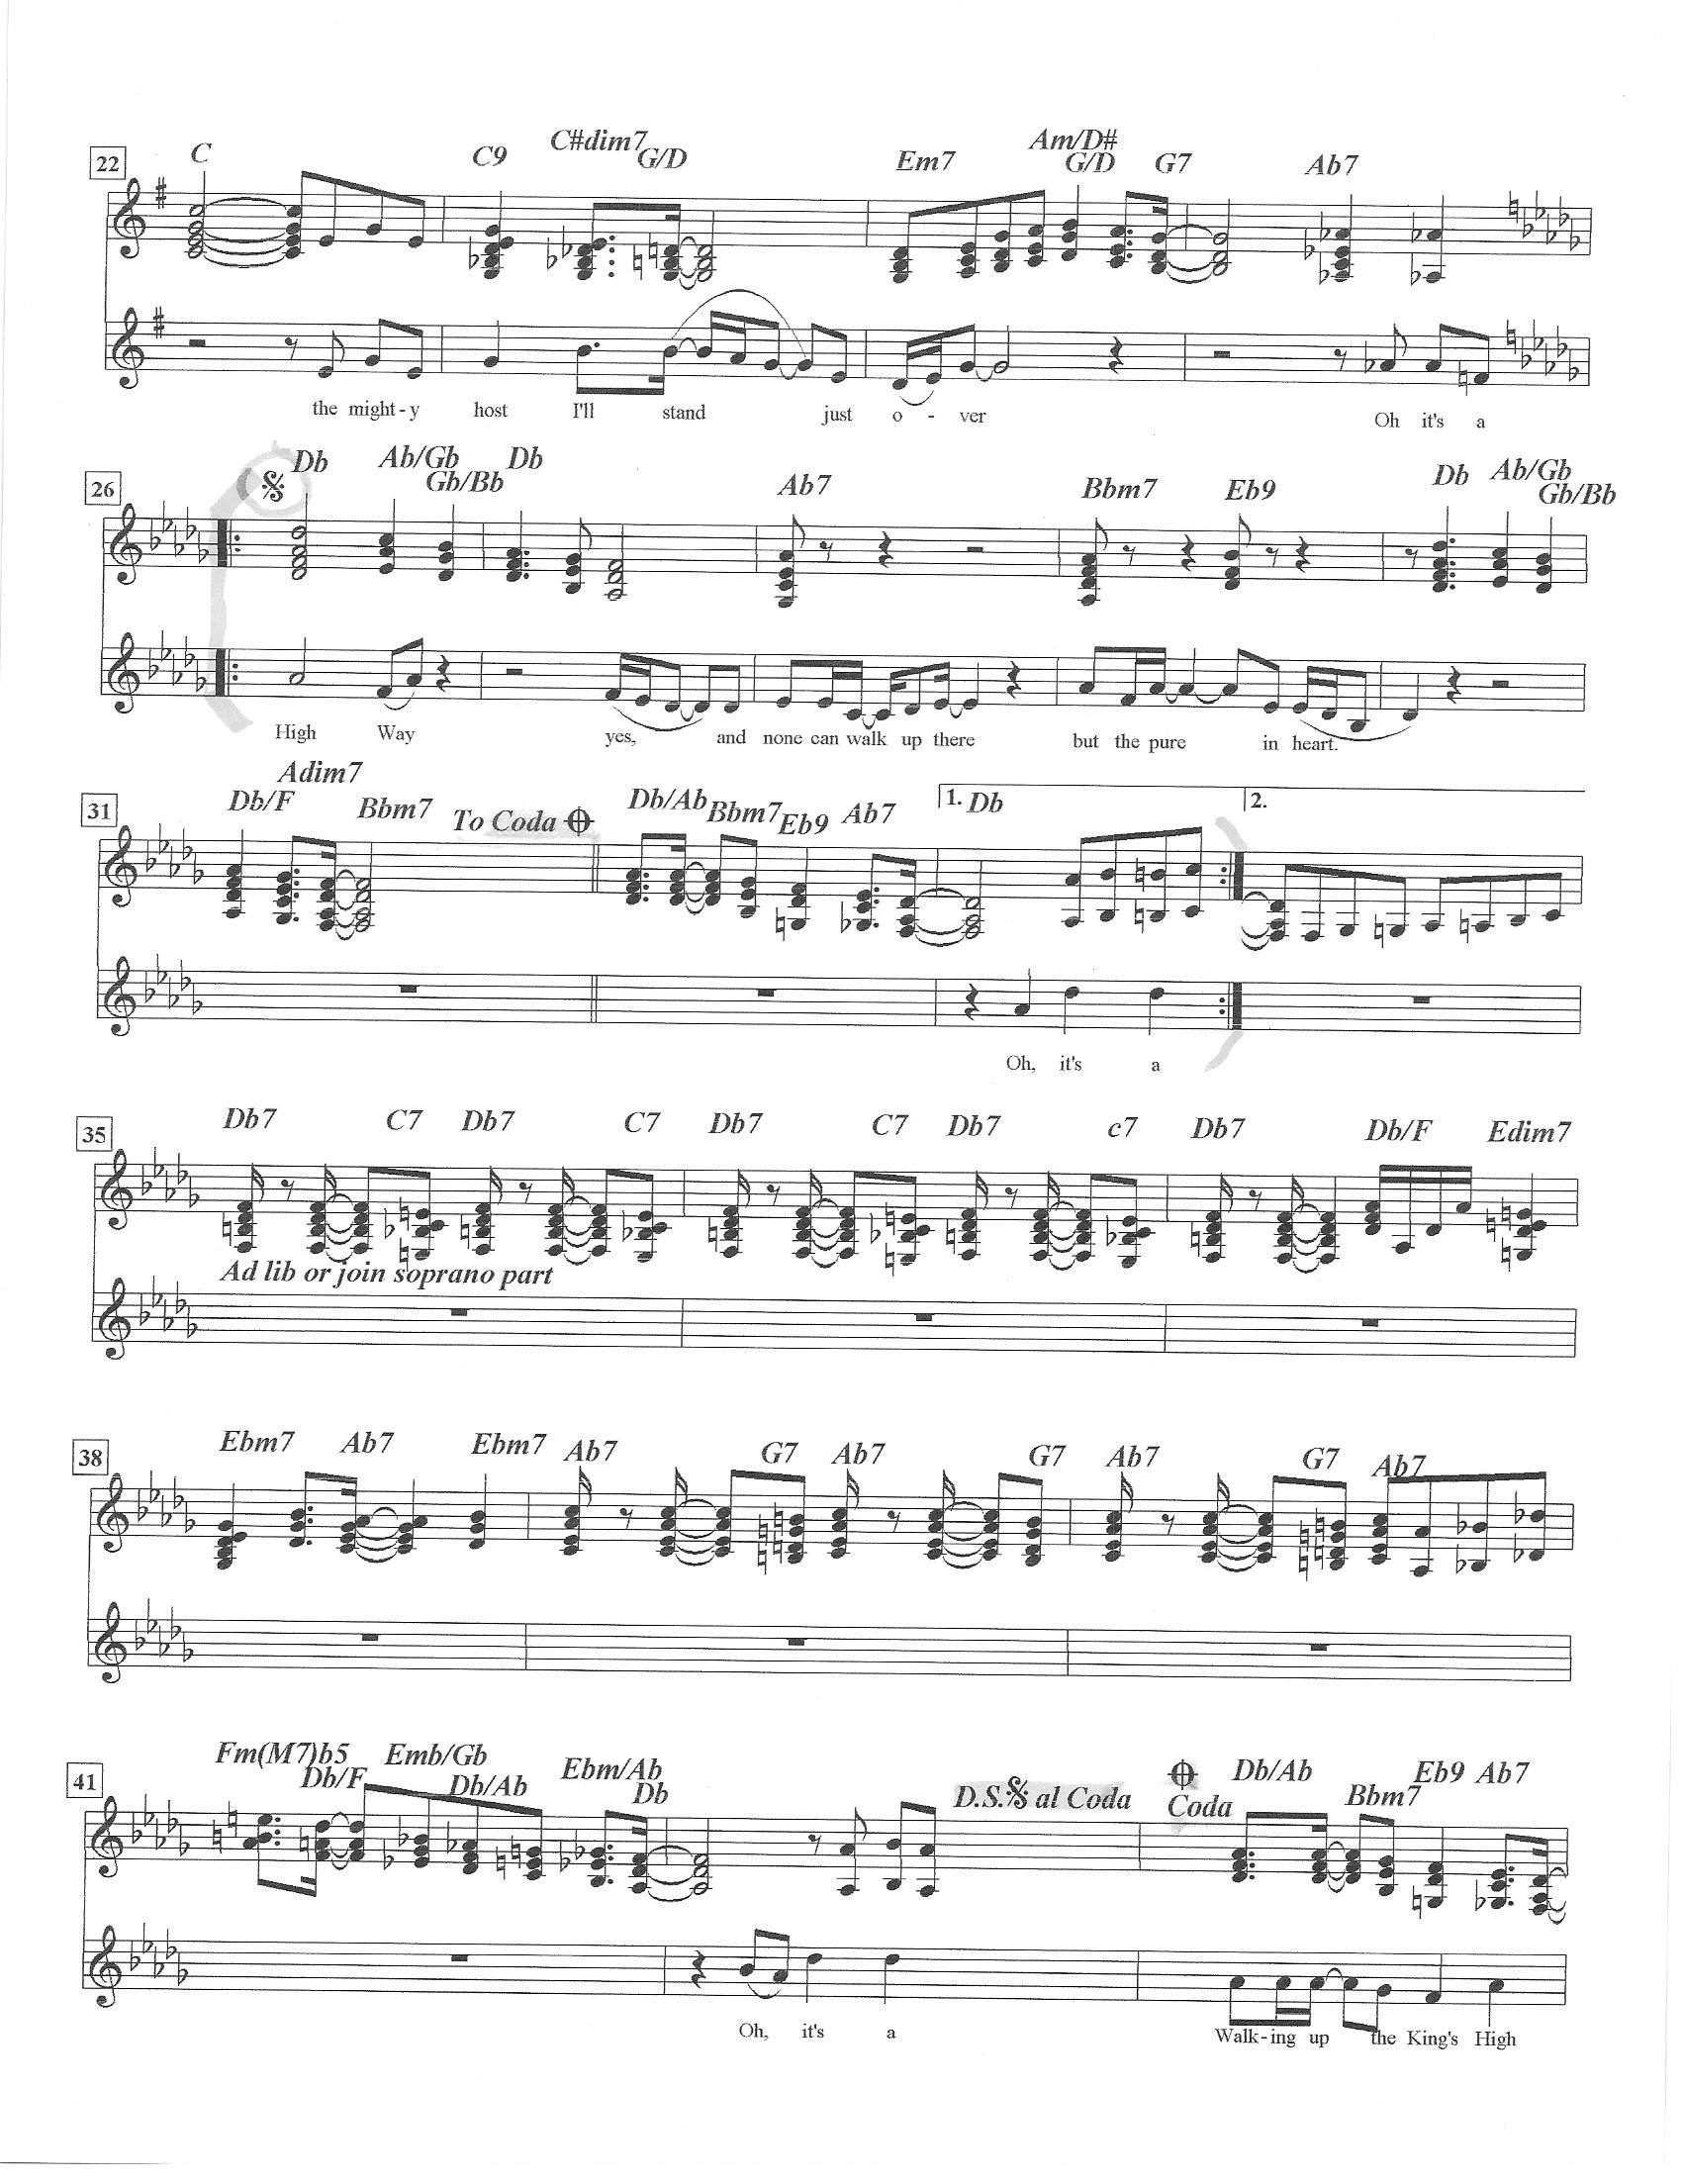 22 C C9 C#dim7 G/D Em7 Am/D# G/D G7 Ab7
the might - y host I'll stand just o - ver Oh it's a
26 Db Ab/Gb Gb/Bb Db Ab7 Bbm7 Eb9 Db Ab/Gb Gb/Bb
High Way yes, and none can walk up there but the pure in heart.
31 Db/F Adim7 Bbm7 To Coda Db/Ab Bbm7 Eb9 Ab7 1. Db 2.
Oh, it's a
35 Db7 C7 Db7 C7 Db7 C7 Db7 c7 Db7 Db/F Edim7
Ad lib or join soprano part
38 Ebm7 Ab7 Ebm7 Ab7 G7 Ab7 G7 Ab7 G7 Ab7
41 Fm(M7)b5 Db/F Emb/Gb Db/Ab Ebm/Ab Db D.S. al Coda Coda Db/Ab Bbm7 Eb9 Ab7
Oh, it's a Walk - ing up the King's High